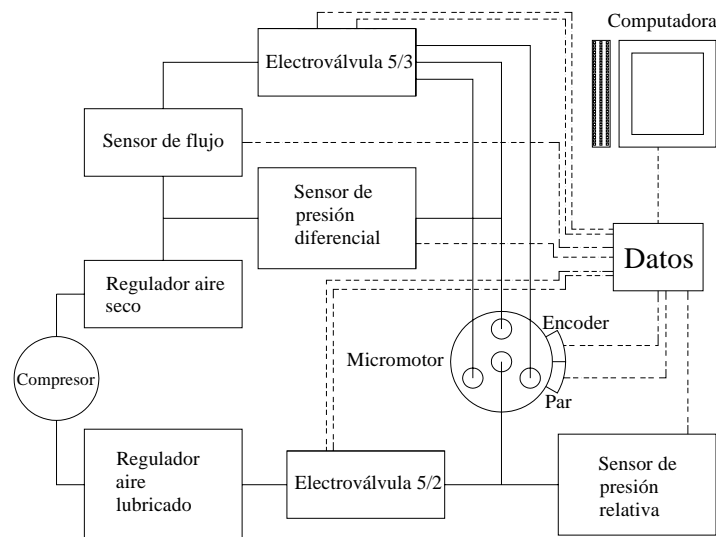 Computadora
Electroválvula 5/3
Sensor de flujo
Sensor de
presión
diferencial
Datos
Regulador aire
seco
Encoder
Micromotor
Compresor
Par
Regulador
aire
lubricado
Electroválvula 5/2
Sensor de
presión
relativa